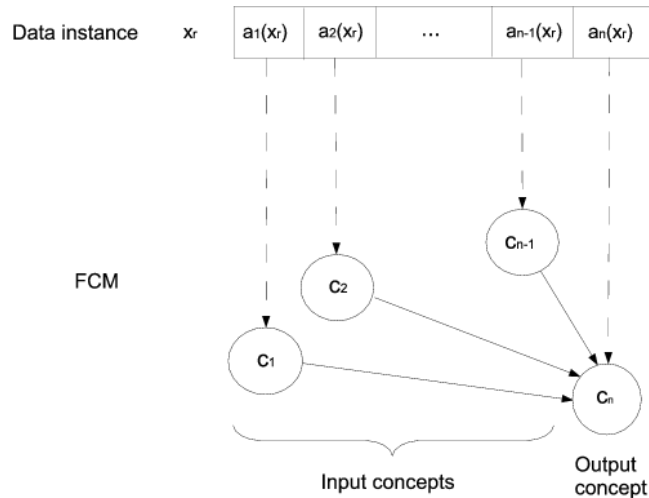 Data instance xr a1(xr) a2(xr) ... an-1(xr) an(xr)
Cn-1
FCM
C2
C1
Cn
Input concepts
Output
concept